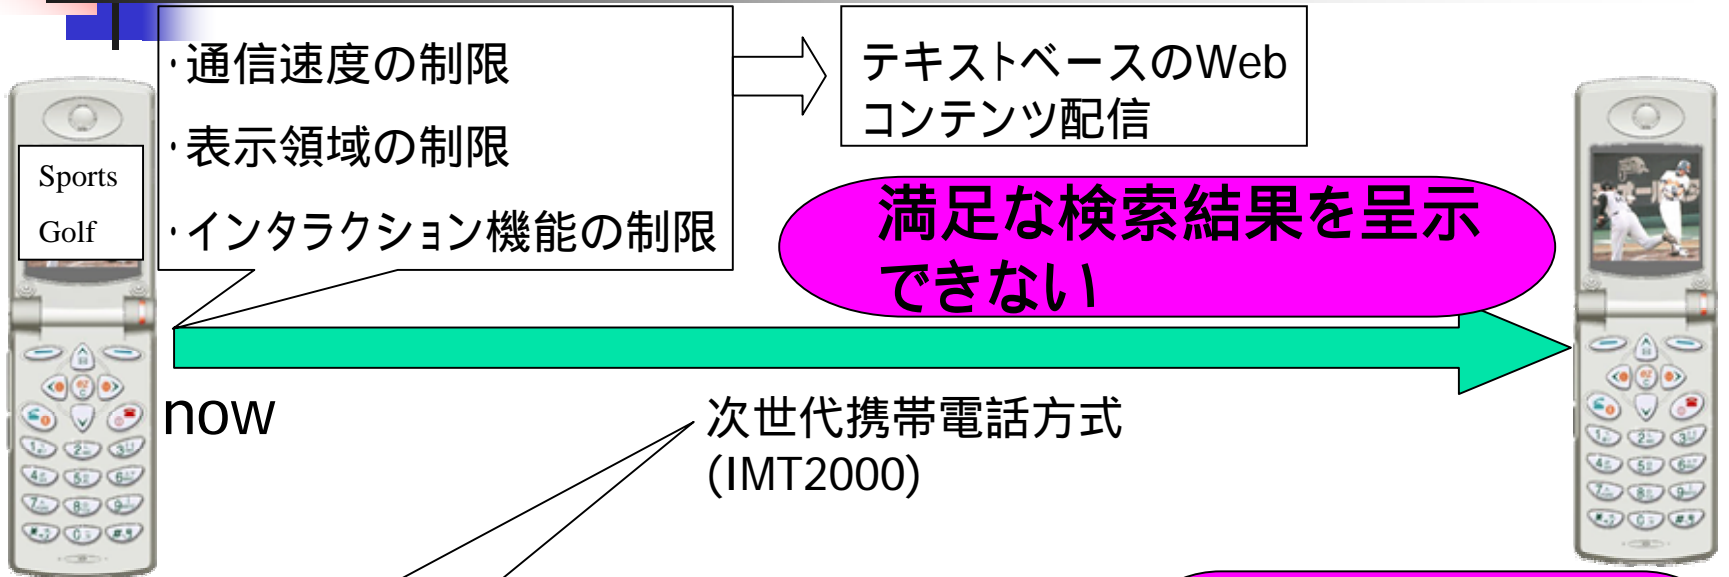 ・通信速度の制限
・表示領域の制限
・インタラクション機能の制限
テキストベースのWeb
コンテンツ配信
Sports
Golf
満足な検索結果を呈示
できない
now
次世代携帯電話方式
(IMT2000)